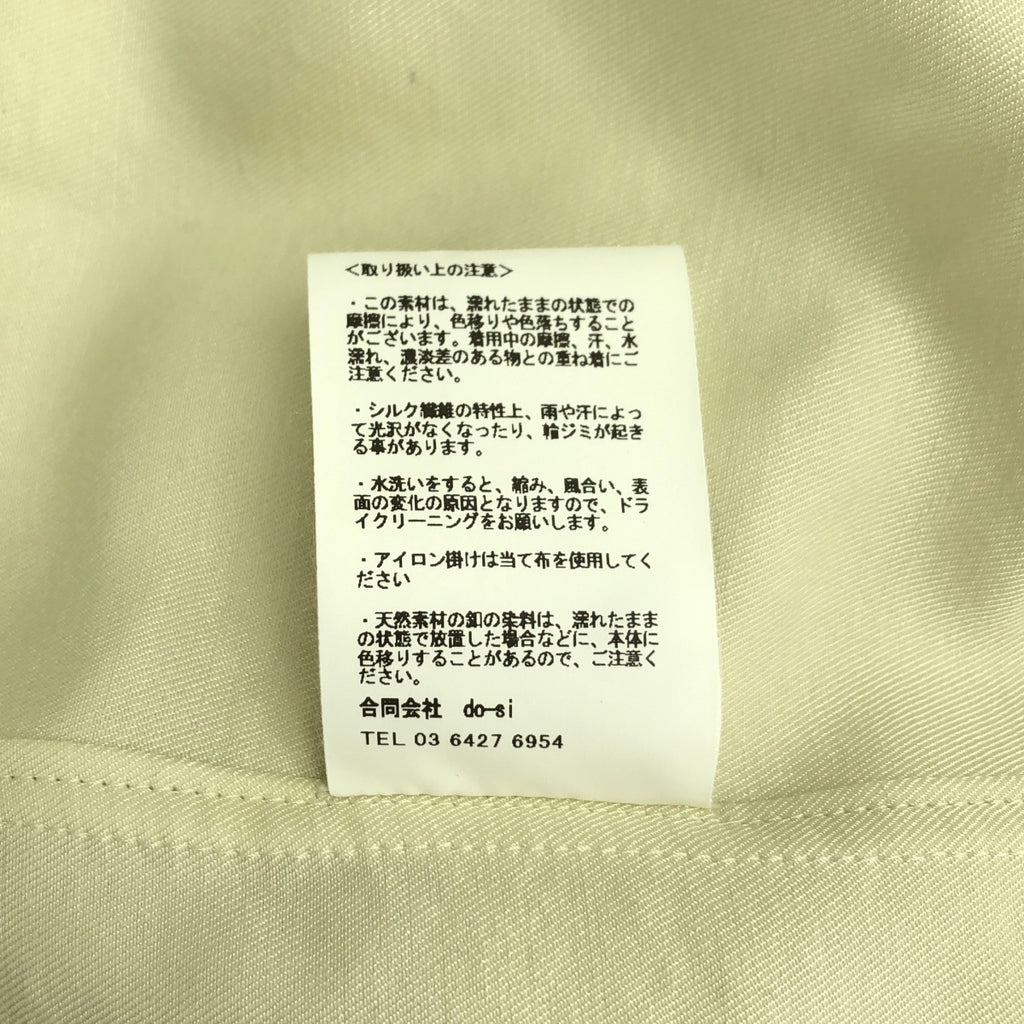 ＜取り扱い上の注意＞
・この素材は、濡れたままの状態での
摩擦により、色移りや色落ちすること
がございます。着用中の摩擦、汗、水
濡れ、濃淡差のある物との重ね着にご
注意ください。
・シルク繊維の特性上、雨や汗によっ
て光沢がなくなったり、輪ジミが起き
る事があります。
・水洗いをすると、縮み、風合い、表
面の変化の原因となりますので、ドラ
イクリーニングをお願いします。
・アイロン掛けは当て布を使用してく
ださい
・天然素材の釦の染料は、濡れたまま
の状態で放置した場合などに、本体に
色移りすることがあるので、ご注意く
ださい。
合同会社　do-si
TEL 03 6427 6954